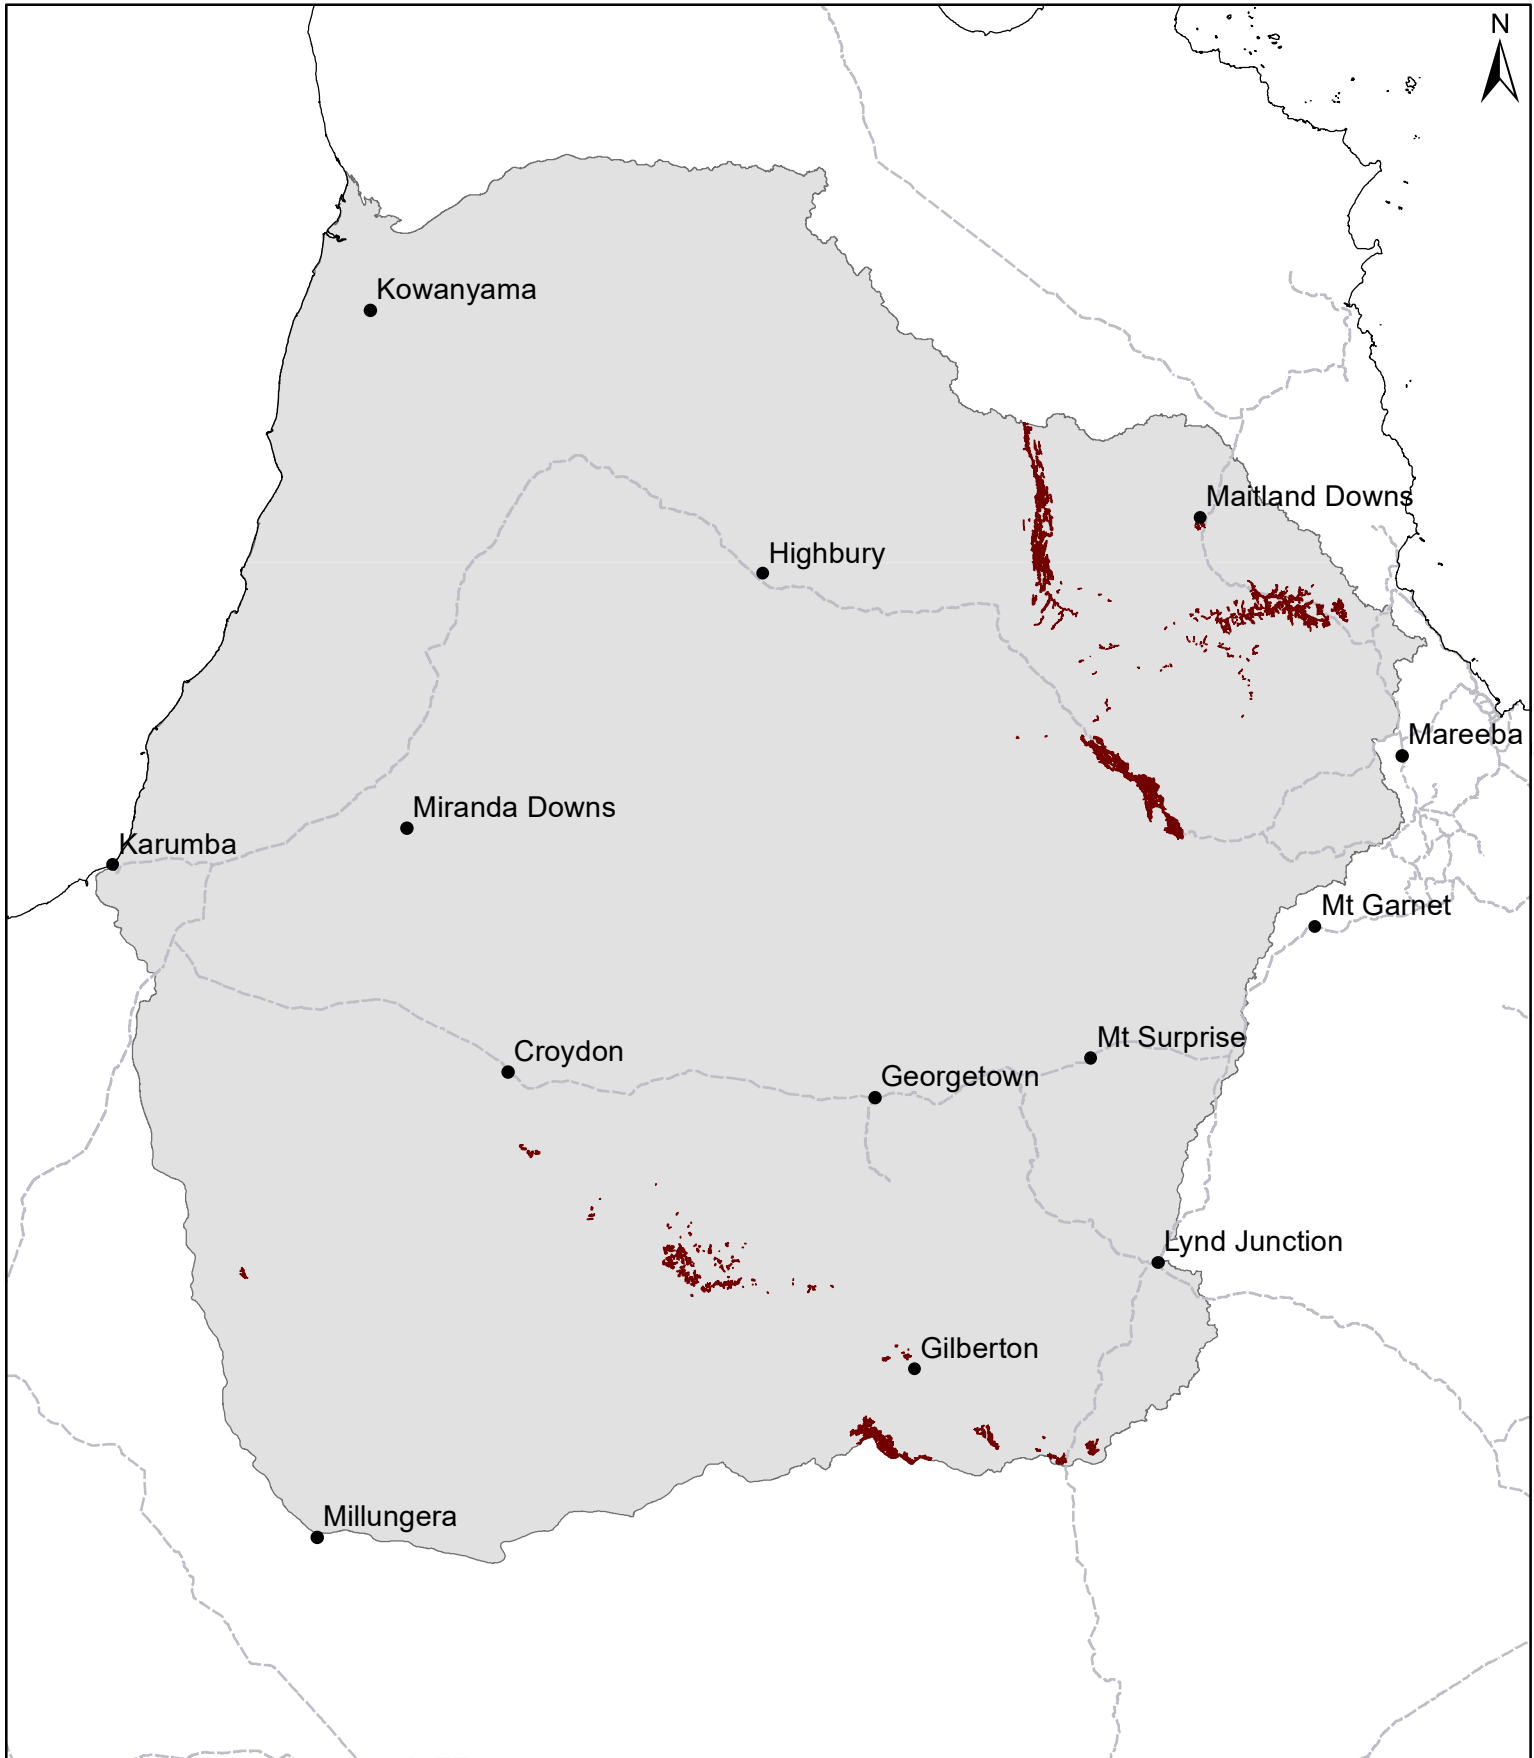 N
Kowanyama
Maitland Downs
Highbury
Mareeba
Miranda Downs
Karumba
Mt Garnet
Mt Surprise
Croydon
Georgetown
Lynd Junction
Gilberton
Millungera